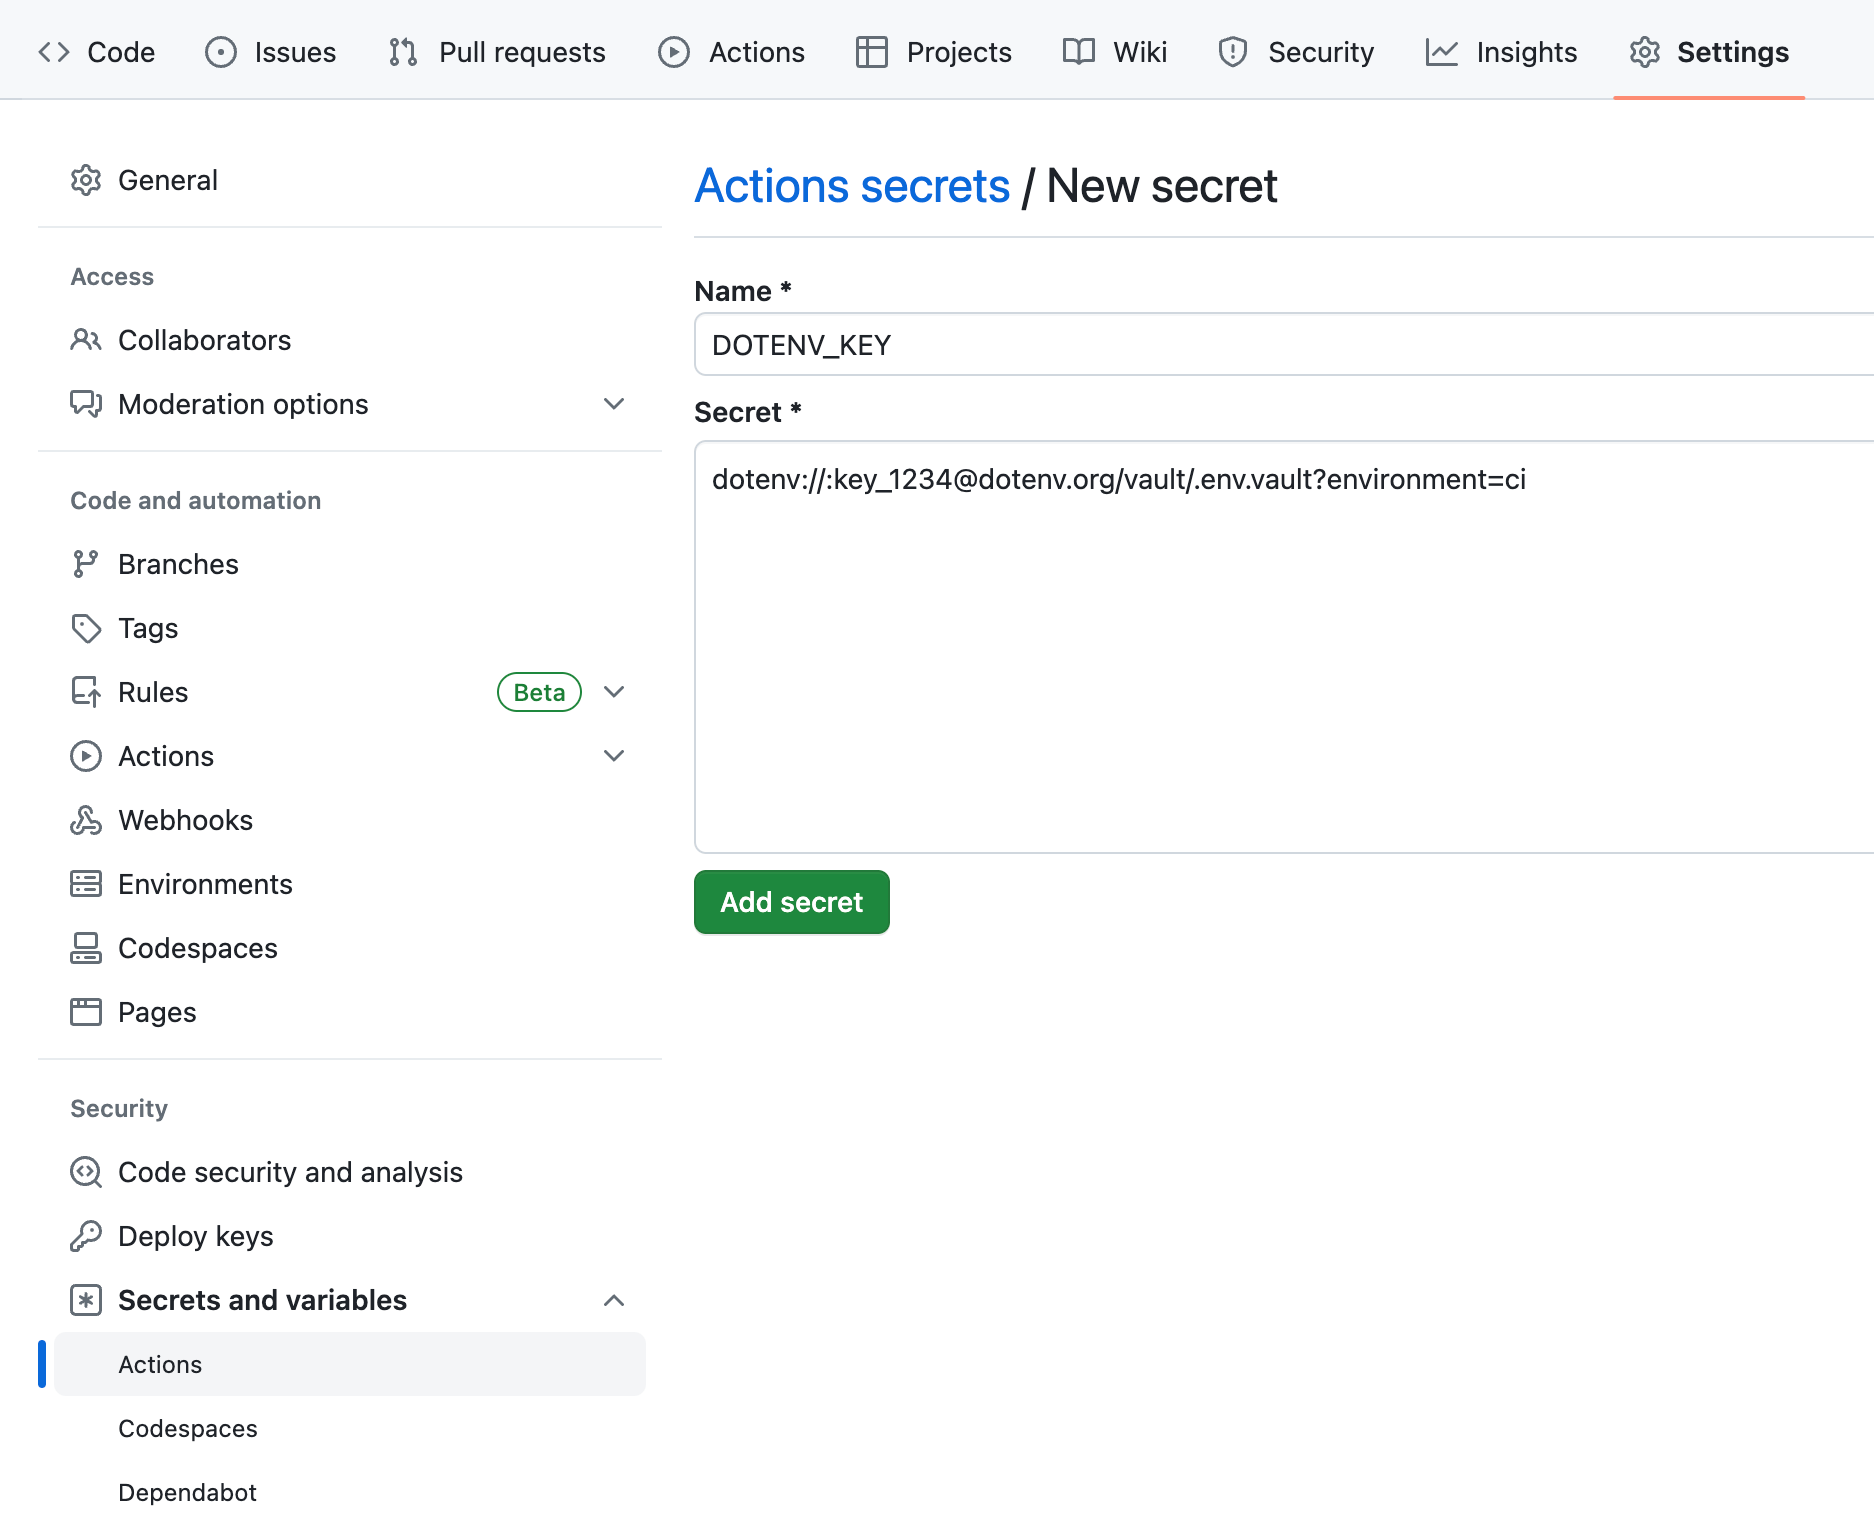 Code Issues Pull requests Actions Projects Wiki Security Insights Settings
General
Access
Collaborators
Moderation options
Code and automation
Branches
Tags
Rules Beta
Actions
Webhooks
Environments
Codespaces
Pages
Security
Code security and analysis
Deploy keys
Secrets and variables
Actions
Codespaces
Dependabot
Actions secrets / New secret
Name *
DOTENV_KEY
Secret *
dotenv://:key_1234@dotenv.org/vault/.env.vault?environment=ci
Add secret